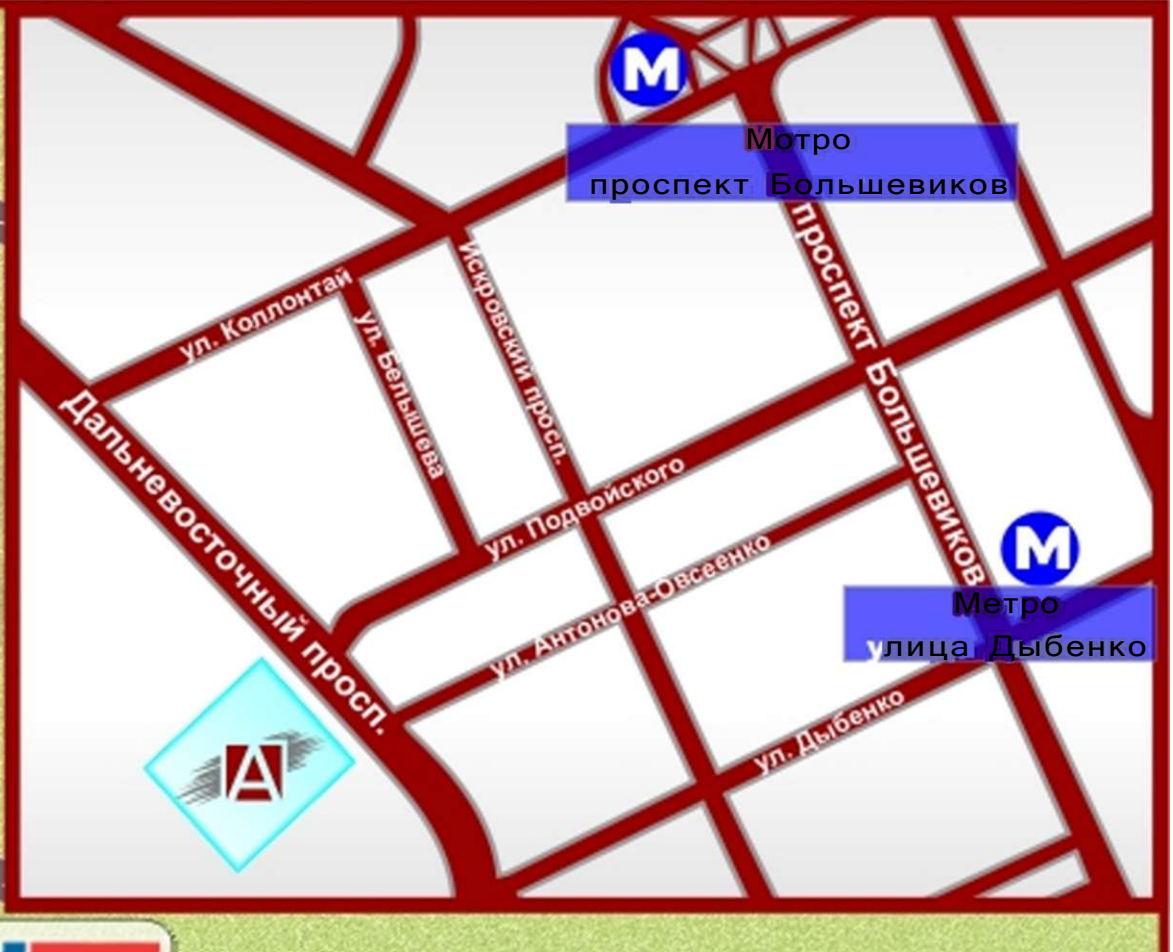 М
Мотро
проспект Большевиков
проспект Большевиков
ул. Коллонтай
Искровский просп.
ул. Белышева
Дальневосточный просп.
ул. Подвойского
ул. Антонова-Овсеенко
М
Метро
улица Дыбенко
ул. Дыбенко
А